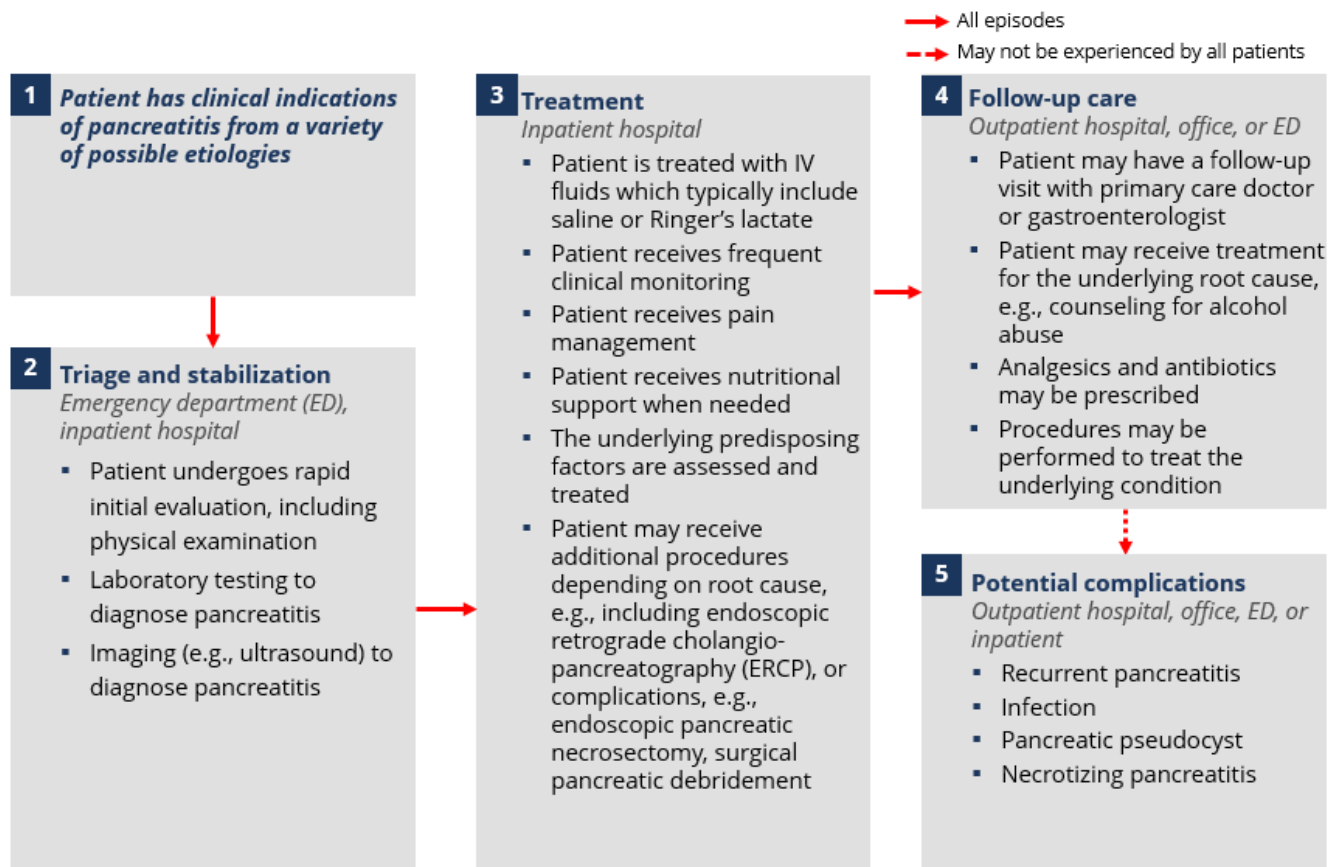 All episodes
May not be experienced by all patients
1
Patient has clinical indications
of pancreatitis from a variety
of possible etiologies
2
Triage and stabilization
Emergency department (ED),
inpatient hospital
▪ Patient undergoes rapid
initial evaluation, including
physical examination
▪ Laboratory testing to
diagnose pancreatitis
▪ Imaging (e.g., ultrasound) to
diagnose pancreatitis
3
Treatment
Inpatient hospital
▪ Patient is treated with IV
fluids which typically include
saline or Ringer's lactate
▪ Patient receives frequent
clinical monitoring
▪ Patient receives pain
management
▪ Patient receives nutritional
support when needed
▪ The underlying predisposing
factors are assessed and
treated
▪ Patient may receive
additional procedures
depending on root cause,
e.g., including endoscopic
retrograde cholangio-
pancreatography (ERCP), or
complications, e.g.,
endoscopic pancreatic
necrosectomy, surgical
pancreatic debridement
4
Follow-up care
Outpatient hospital, office, or ED
▪ Patient may have a follow-up
visit with primary care doctor
or gastroenterologist
▪ Patient may receive treatment
for the underlying root cause,
e.g., counseling for alcohol
abuse
▪ Analgesics and antibiotics
may be prescribed
▪ Procedures may be
performed to treat the
underlying condition
5
Potential complications
Outpatient hospital, office, ED, or
inpatient
▪ Recurrent pancreatitis
▪ Infection
▪ Pancreatic pseudocyst
▪ Necrotizing pancreatitis